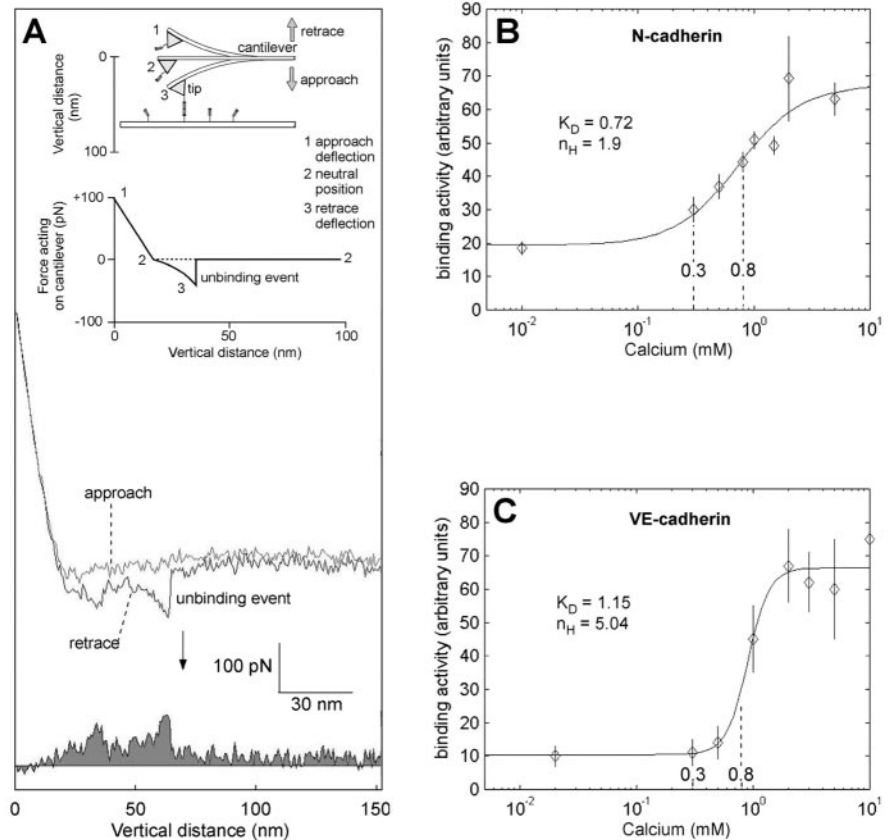 A
1
2
3
cantilever
tip
retrace
approach
Vertical distance
(nm)
0
50
100
1 approach
deflection
2 neutral
position
3 retrace
deflection
Force acting
on cantilever (pN)
+100
0
-100
1
2
3
unbinding event
2
0
50
100
Vertical distance (nm)
approach
retrace
unbinding event
100 pN
30 nm
0
50
100
150
Vertical distance (nm)
B
N-cadherin
binding activity (arbitrary units)
90
80
70
60
50
40
30
20
10
0
K_D = 0.72
n_H = 1.9
0.3
0.8
10^-2
10^-1
10^0
10^1
Calcium (mM)
C
VE-cadherin
binding activity (arbitrary units)
90
80
70
60
50
40
30
20
10
0
K_D = 1.15
n_H = 5.04
0.3
0.8
10^-2
10^-1
10^0
10^1
Calcium (mM)